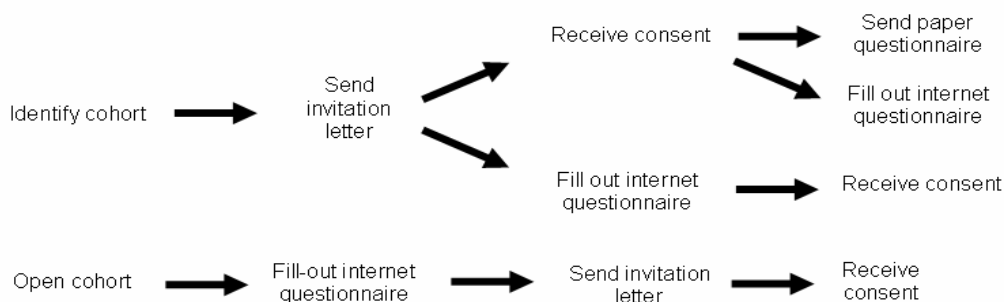 Receive consent
Send paper
questionnaire
Send
invitation
letter
Identify cohort
Fill out internet
questionnaire
Fill out internet
questionnaire
Receive consent
Open cohort
Fill-out internet
questionnaire
Send invitation
letter
Receive
consent